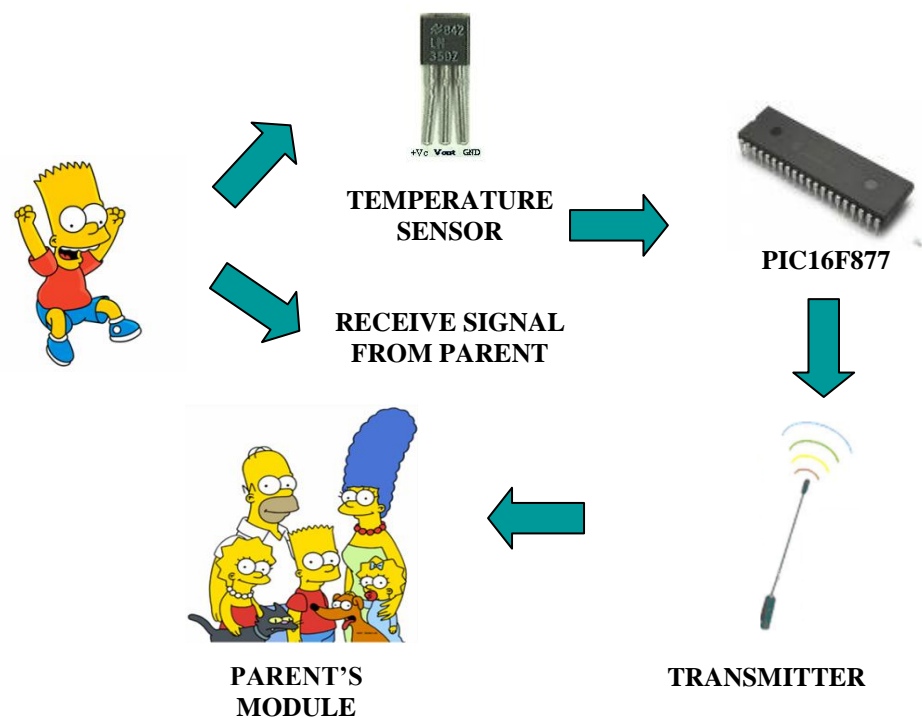 842
LM
35DZ
+Vc Vout GND
TEMPERATURE
SENSOR
PIC16F877
RECEIVE SIGNAL
FROM PARENT
PARENT’S
MODULE
TRANSMITTER